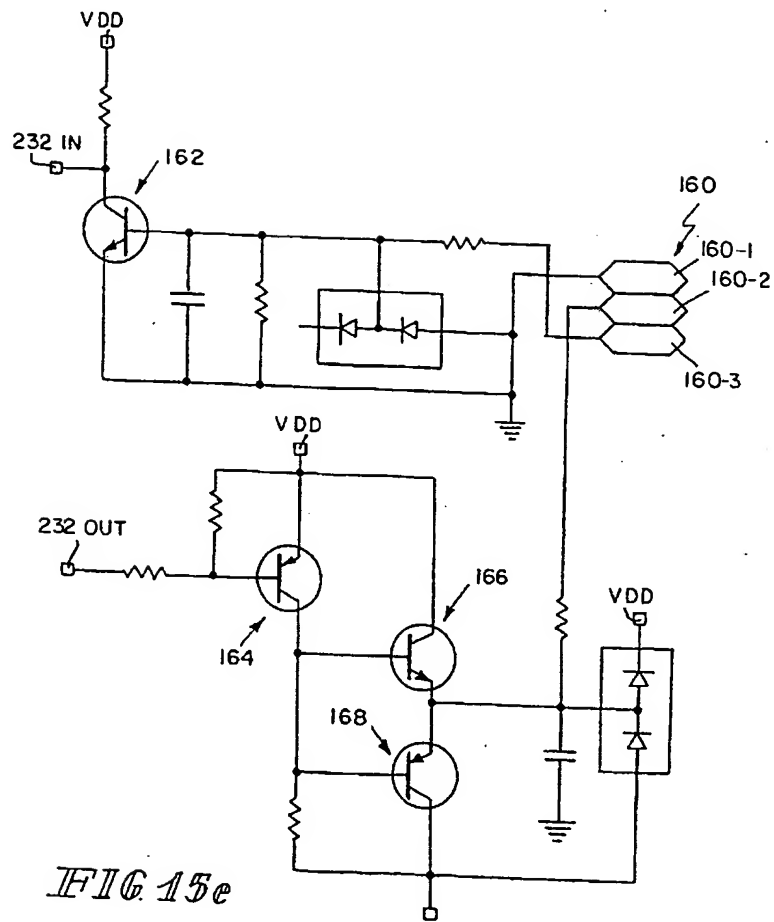 VDD
232 IN
162
160
160-1
160-2
160-3
VDD
232 OUT
166
164
VDD
168
FIG. 15e